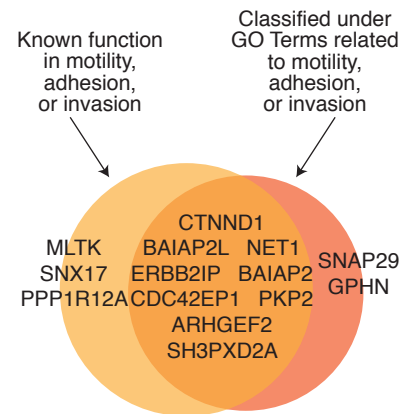 Known function
in motility,
adhesion,
or invasion
Classified under
GO Terms related
to motility,
adhesion,
or invasion
MLTK
SNX17
PPP1R12A
CTNND1
BAIAP2L NET1
ERBB2IP BAIAP2
CDC42EP1 PKP2
ARHGEF2
SH3PXD2A
SNAP29
GPHN